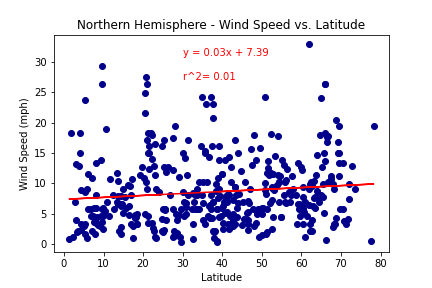 Northern Hemisphere - Wind Speed vs. Latitude
y = 0.03x + 7.39
r^2= 0.01
Wind Speed (mph)
30
25
20
15
10
5
0
0 10 20 30 40 50 60 70 80
Latitude